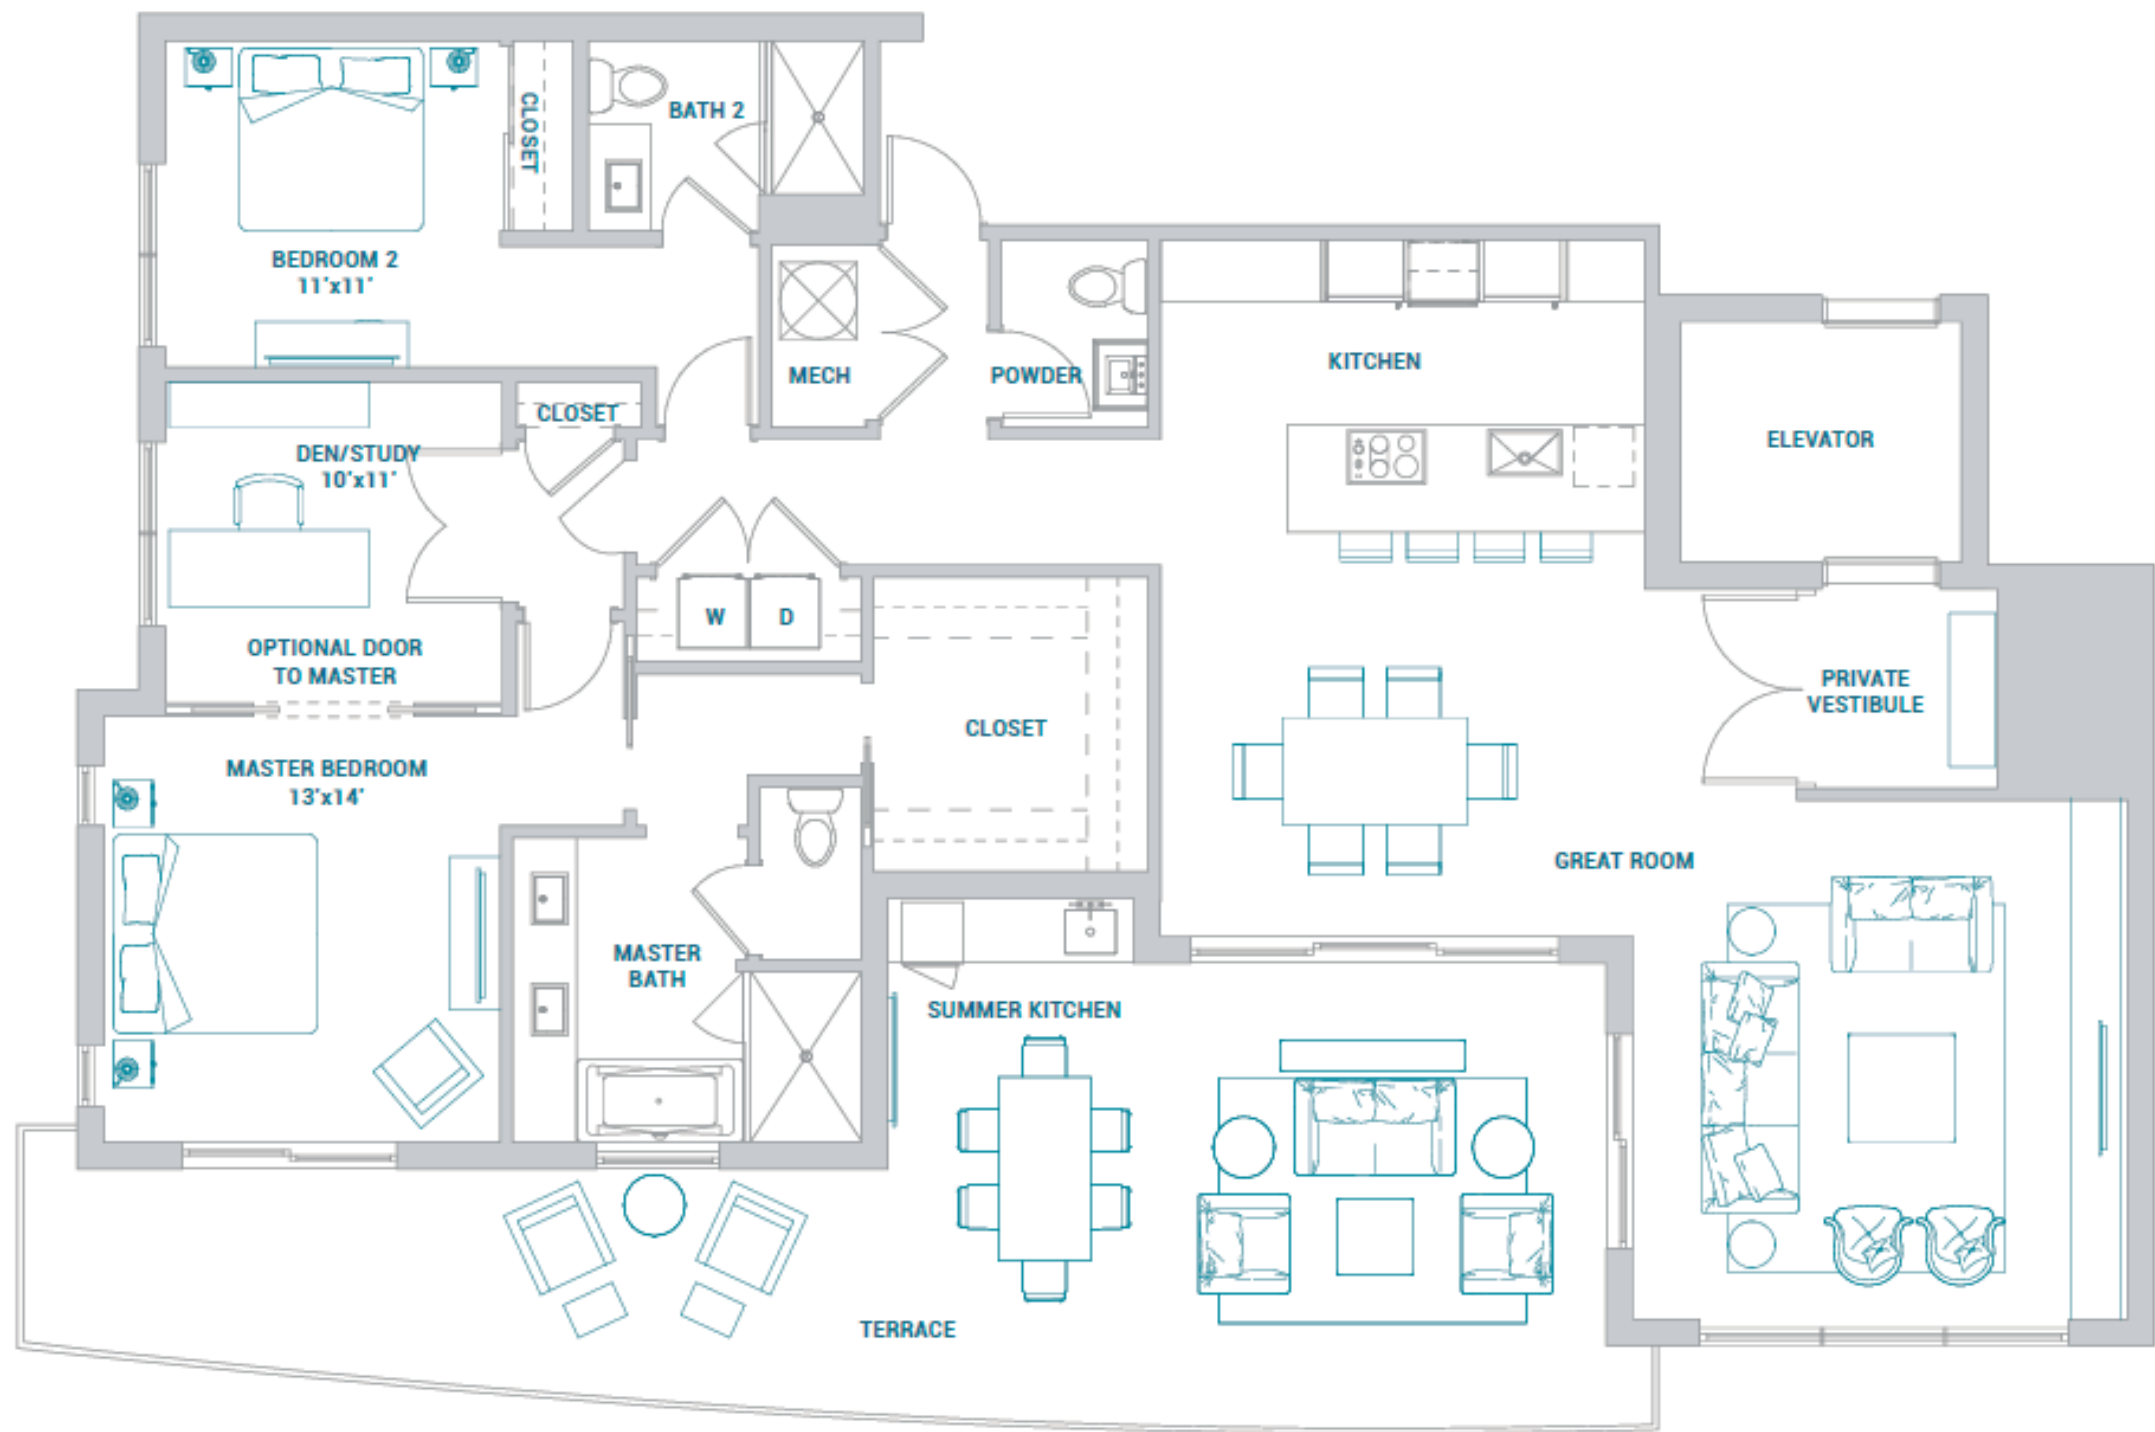 CLOSET
BATH 2
BEDROOM 2
11'x11'
MECH
POWDER
KITCHEN
CLOSET
DEN/STUDY
10'x11'
ELEVATOR
W
D
OPTIONAL DOOR
TO MASTER
PRIVATE
VESTIBULE
CLOSET
MASTER BEDROOM
13'x14'
GREAT ROOM
MASTER
BATH
SUMMER KITCHEN
TERRACE